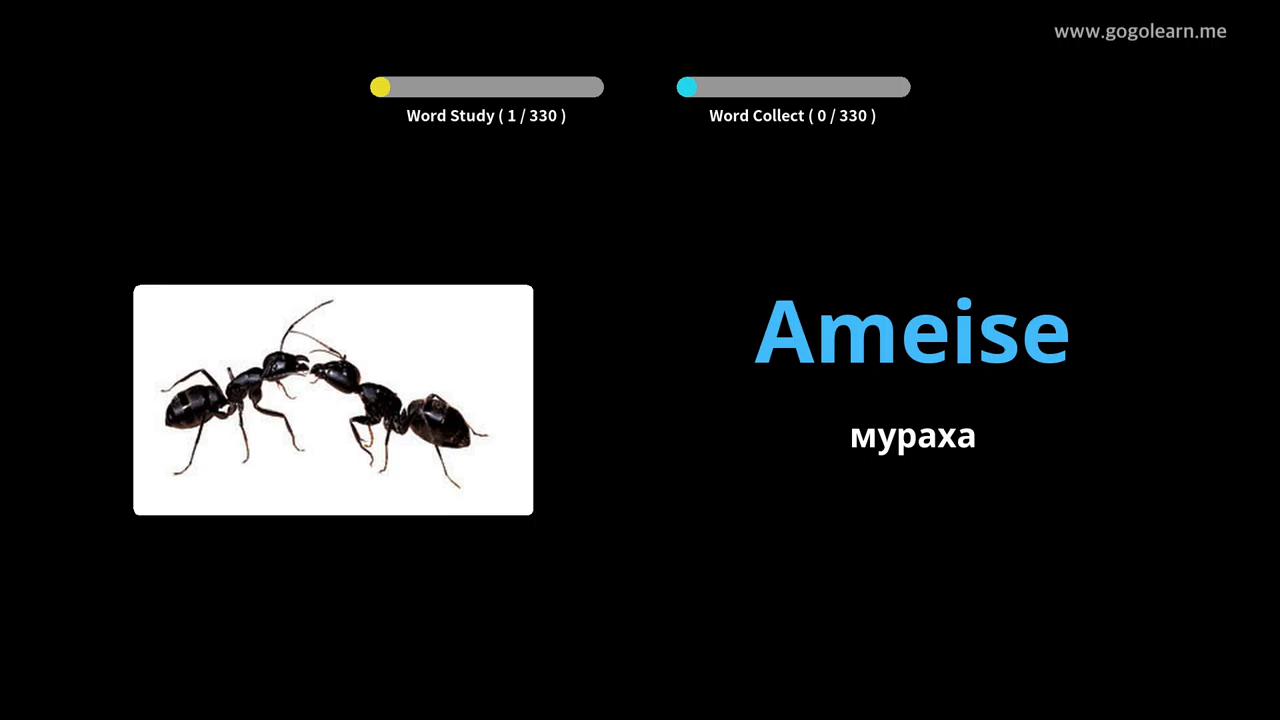 www.gogolearn.me
Word Study ( 1 / 330 )
Word Collect ( 0 / 330 )
Ameise
мураха